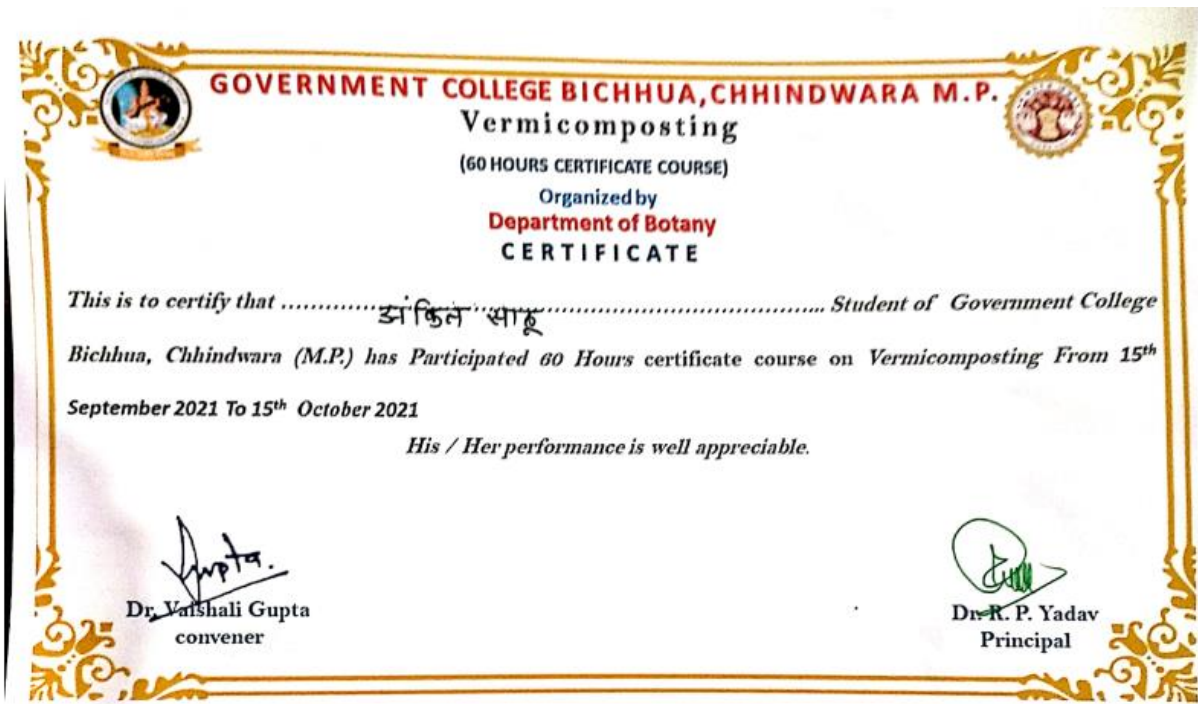 GOVERNMENT COLLEGE BICHHUA, CHHINDWARA M.P.
Vermicomposting
(60 HOURS CERTIFICATE COURSE)
Organized by
Department of Botany
CERTIFICATE
This is to certify that .............अंकित साहू............................................... Student of Government College
Bichhua, Chhindwara (M.P.) has Participated 60 Hours certificate course on Vermicomposting From 15th
September 2021 To 15th October 2021
His / Her performance is well appreciable.
Gupta.
Dr. Vaishali Gupta
convener
Dr. R. P. Yadav
Principal